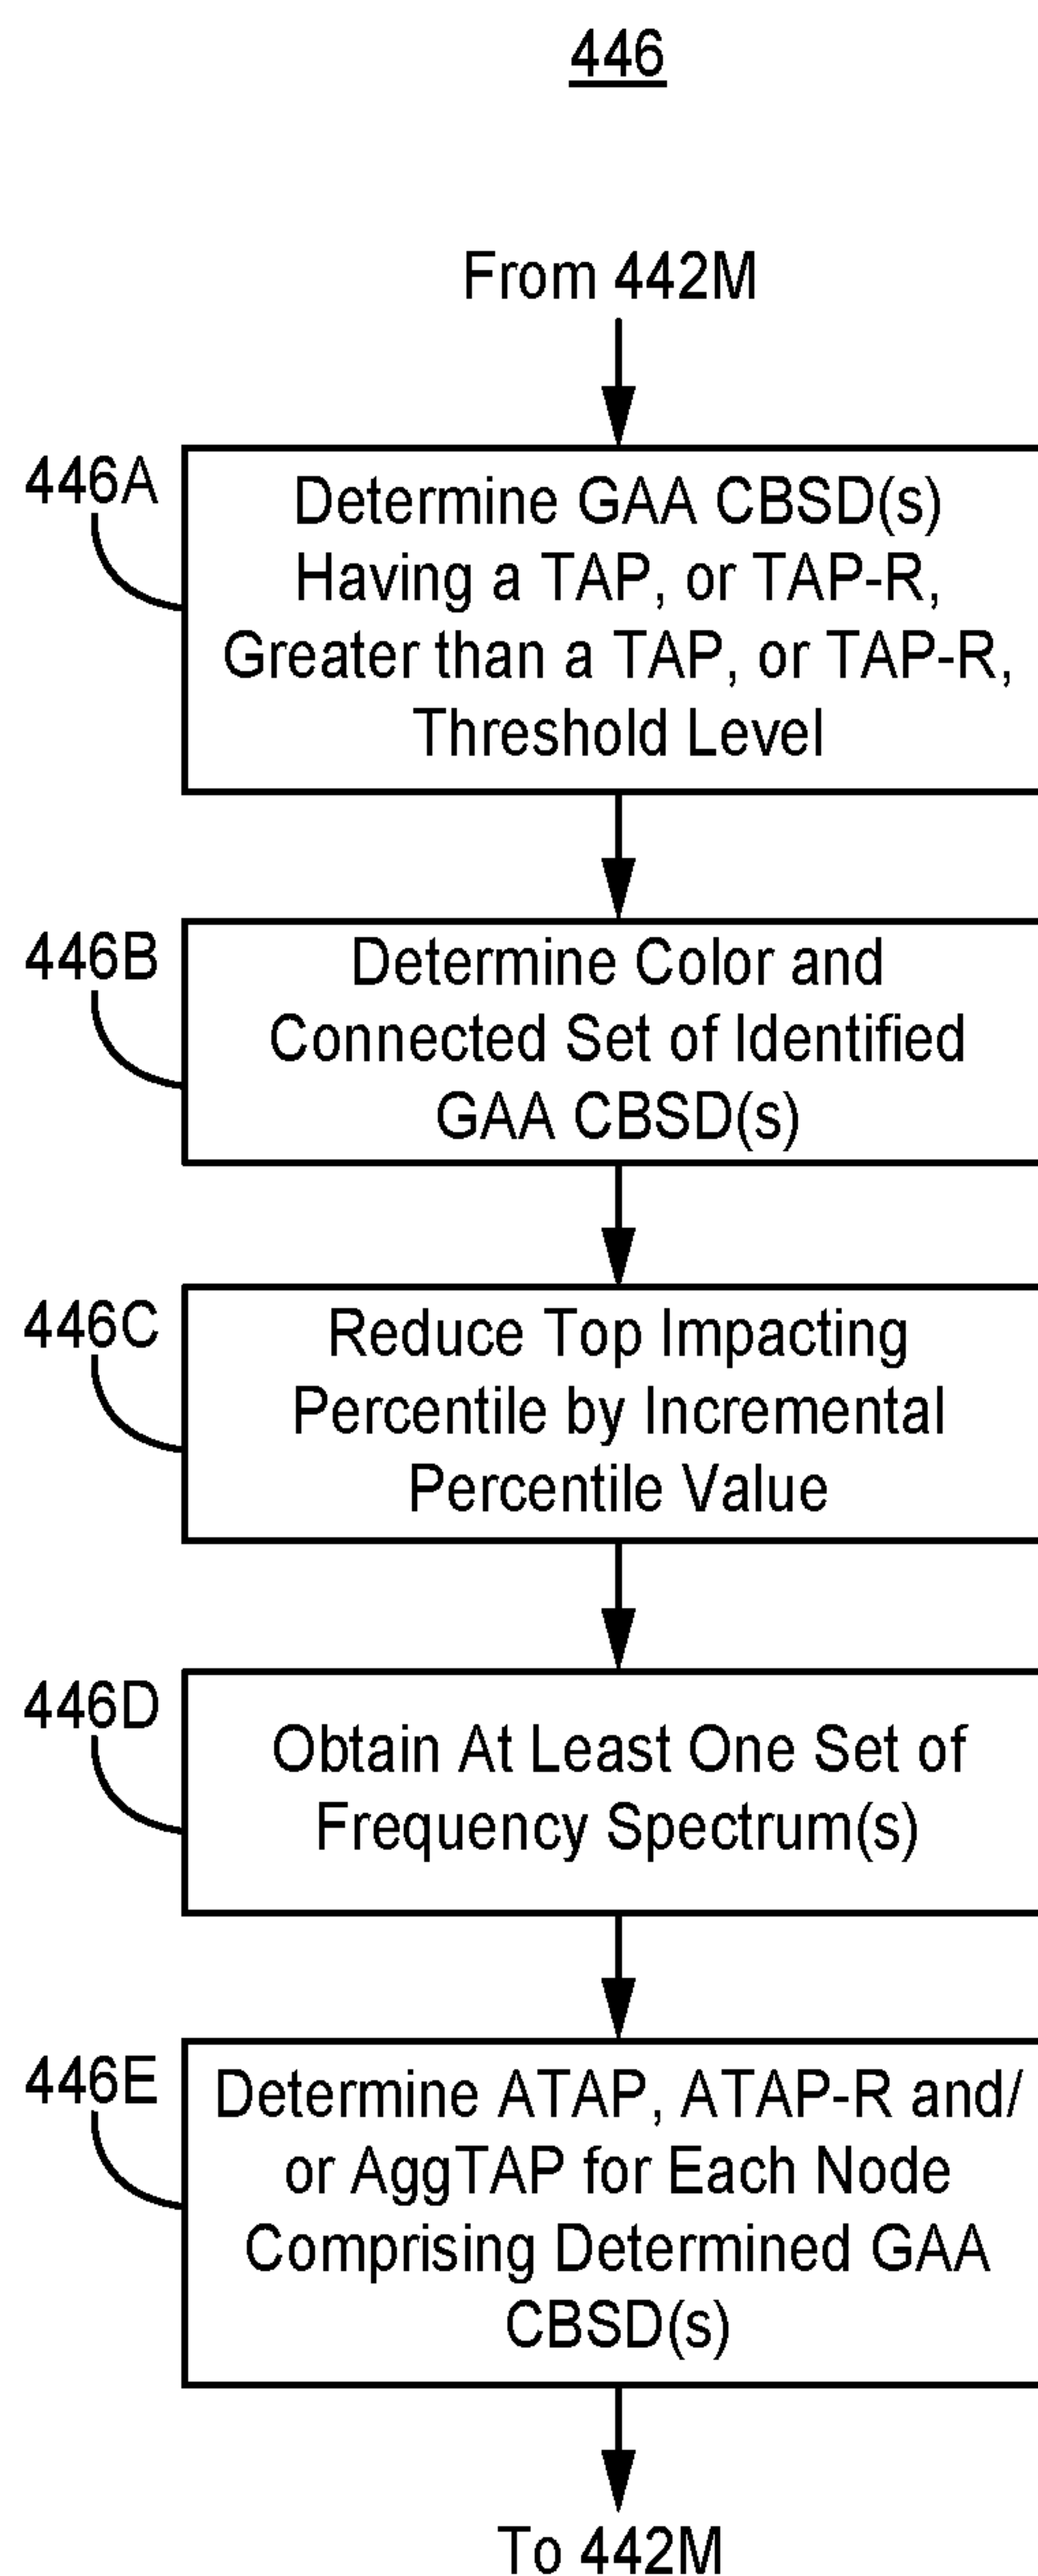 446
From 442M
446A
Determine GAA CBSD(s)
Having a TAP, or TAP-R,
Greater than a TAP, or TAP-R,
Threshold Level
446B
Determine Color and
Connected Set of Identified
GAA CBSD(s)
446C
Reduce Top Impacting
Percentile by Incremental
Percentile Value
446D
Obtain At Least One Set of
Frequency Spectrum(s)
446E
Determine ATAP, ATAP-R and/
or AggTAP for Each Node
Comprising Determined GAA
CBSD(s)
To 442M